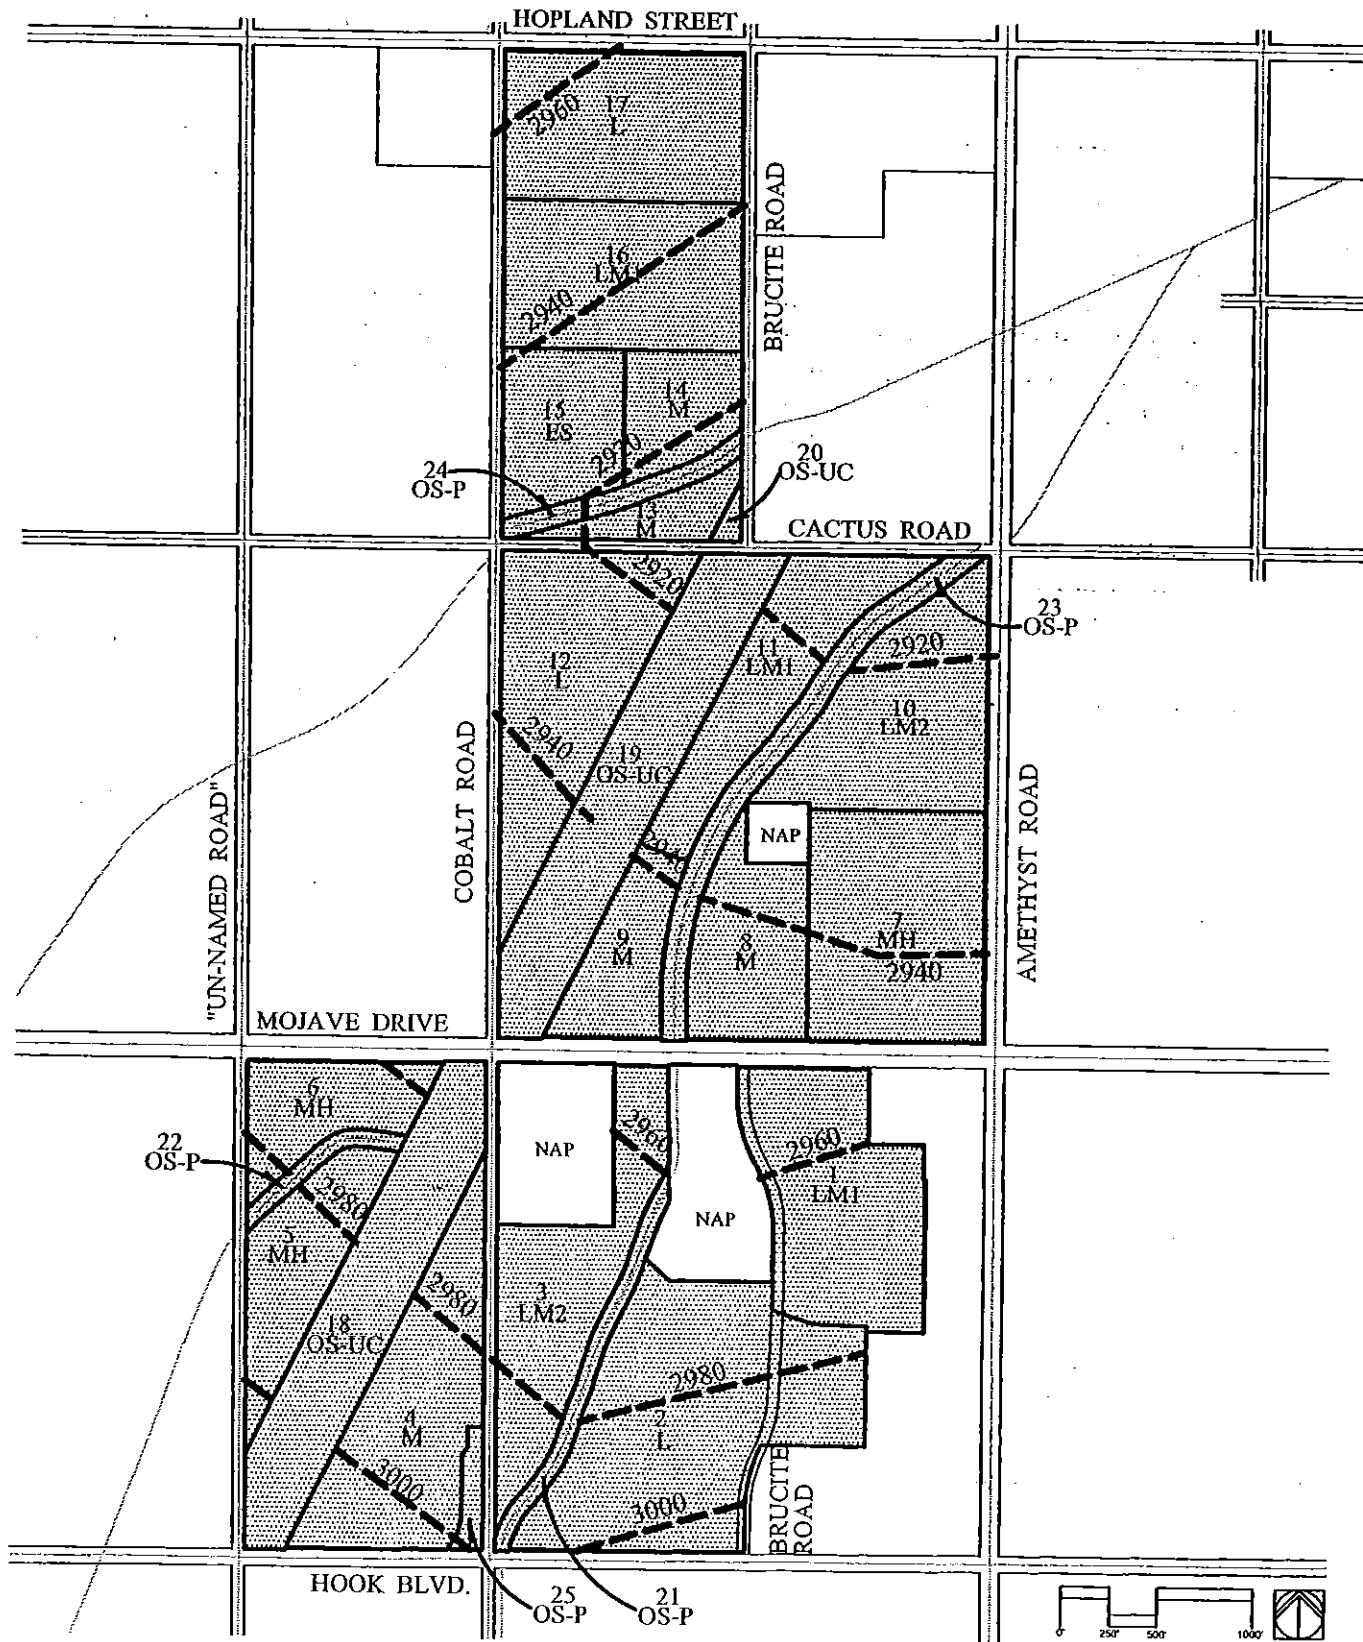 HOPLAND STREET
2960
17
L
BRUCITE ROAD
16
LM1
2940
15
ES
14
M
2920
24
OS-P
20
OS-UC
13
M
CACTUS ROAD
2920
23
OS-P
11
LM1
2920
12
L
10
LM2
2940
19
OS-UC
"UN-NAMED ROAD"
COBALT ROAD
AMETHYST ROAD
NAP
2940
9
M
8
M
7
MH
2940
MOJAVE DRIVE
6
MH
22
OS-P
2980
5
MH
NAP
2960
NAP
2960
1
LM1
2980
3
LM2
18
OS-UC
2980
2
L
4
M
3000
3000
BRUCITE
ROAD
HOOK BLVD.
25
OS-P
21
OS-P
0' 250' 500' 1000'